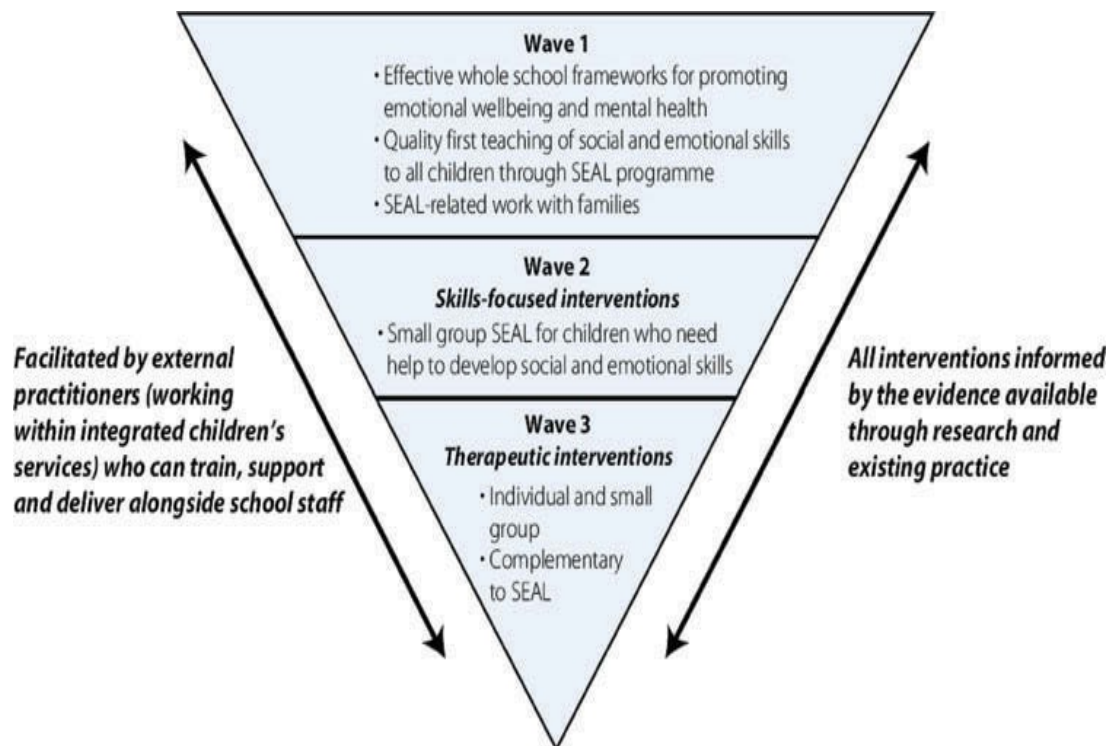 Wave 1
• Effective whole school frameworks for promoting
emotional wellbeing and mental health
• Quality first teaching of social and emotional skills
to all children through SEAL programme
• SEAL-related work with families
Wave 2
Skills-focused interventions
• Small group SEAL for children who need
help to develop social and emotional skills
Wave 3
Therapeutic interventions
• Individual and small
group
• Complementary
to SEAL
Facilitated by external
practitioners (working
within integrated children's
services) who can train, support
and deliver alongside school staff
All interventions informed
by the evidence available
through research and
existing practice